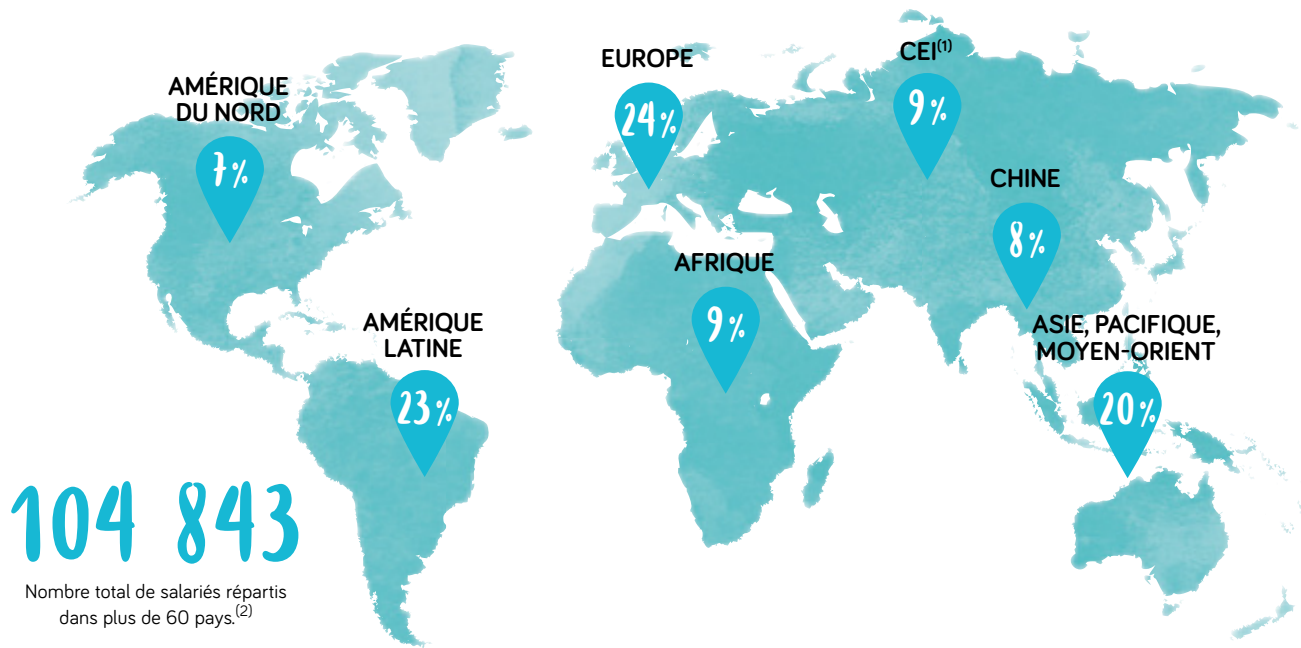 AMÉRIQUE
DU NORD
7%
EUROPE
24%
CEI(1)
9%
CHINE
8%
AFRIQUE
9%
AMÉRIQUE
LATINE
23%
ASIE, PACIFIQUE,
MOYEN-ORIENT
20%
104 843
Nombre total de salariés répartis
dans plus de 60 pays.(2)